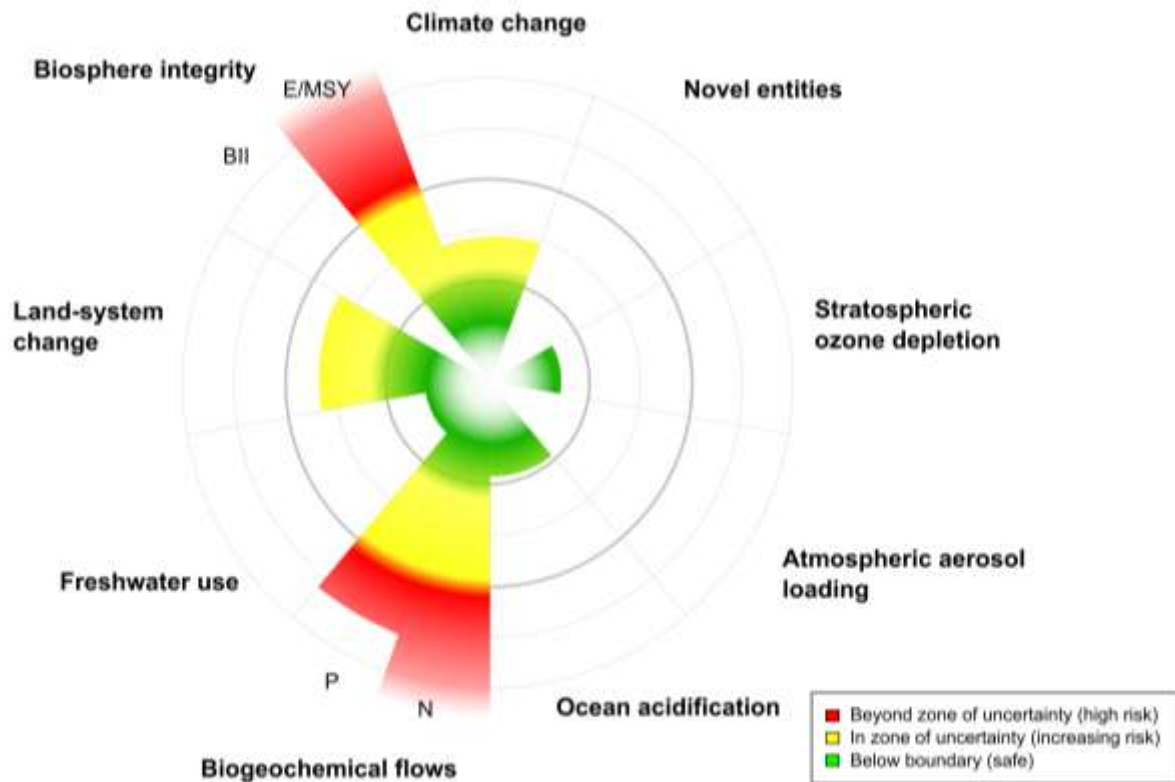 Climate change
Biosphere integrity
E/MSY
Novel entities
BII
Land-system
change
Stratospheric
ozone depletion
Freshwater use
Atmospheric aerosol
loading
P
N
Ocean acidification
Biogeochemical flows
Beyond zone of uncertainty (high risk)
In zone of uncertainty (increasing risk)
Below boundary (safe)